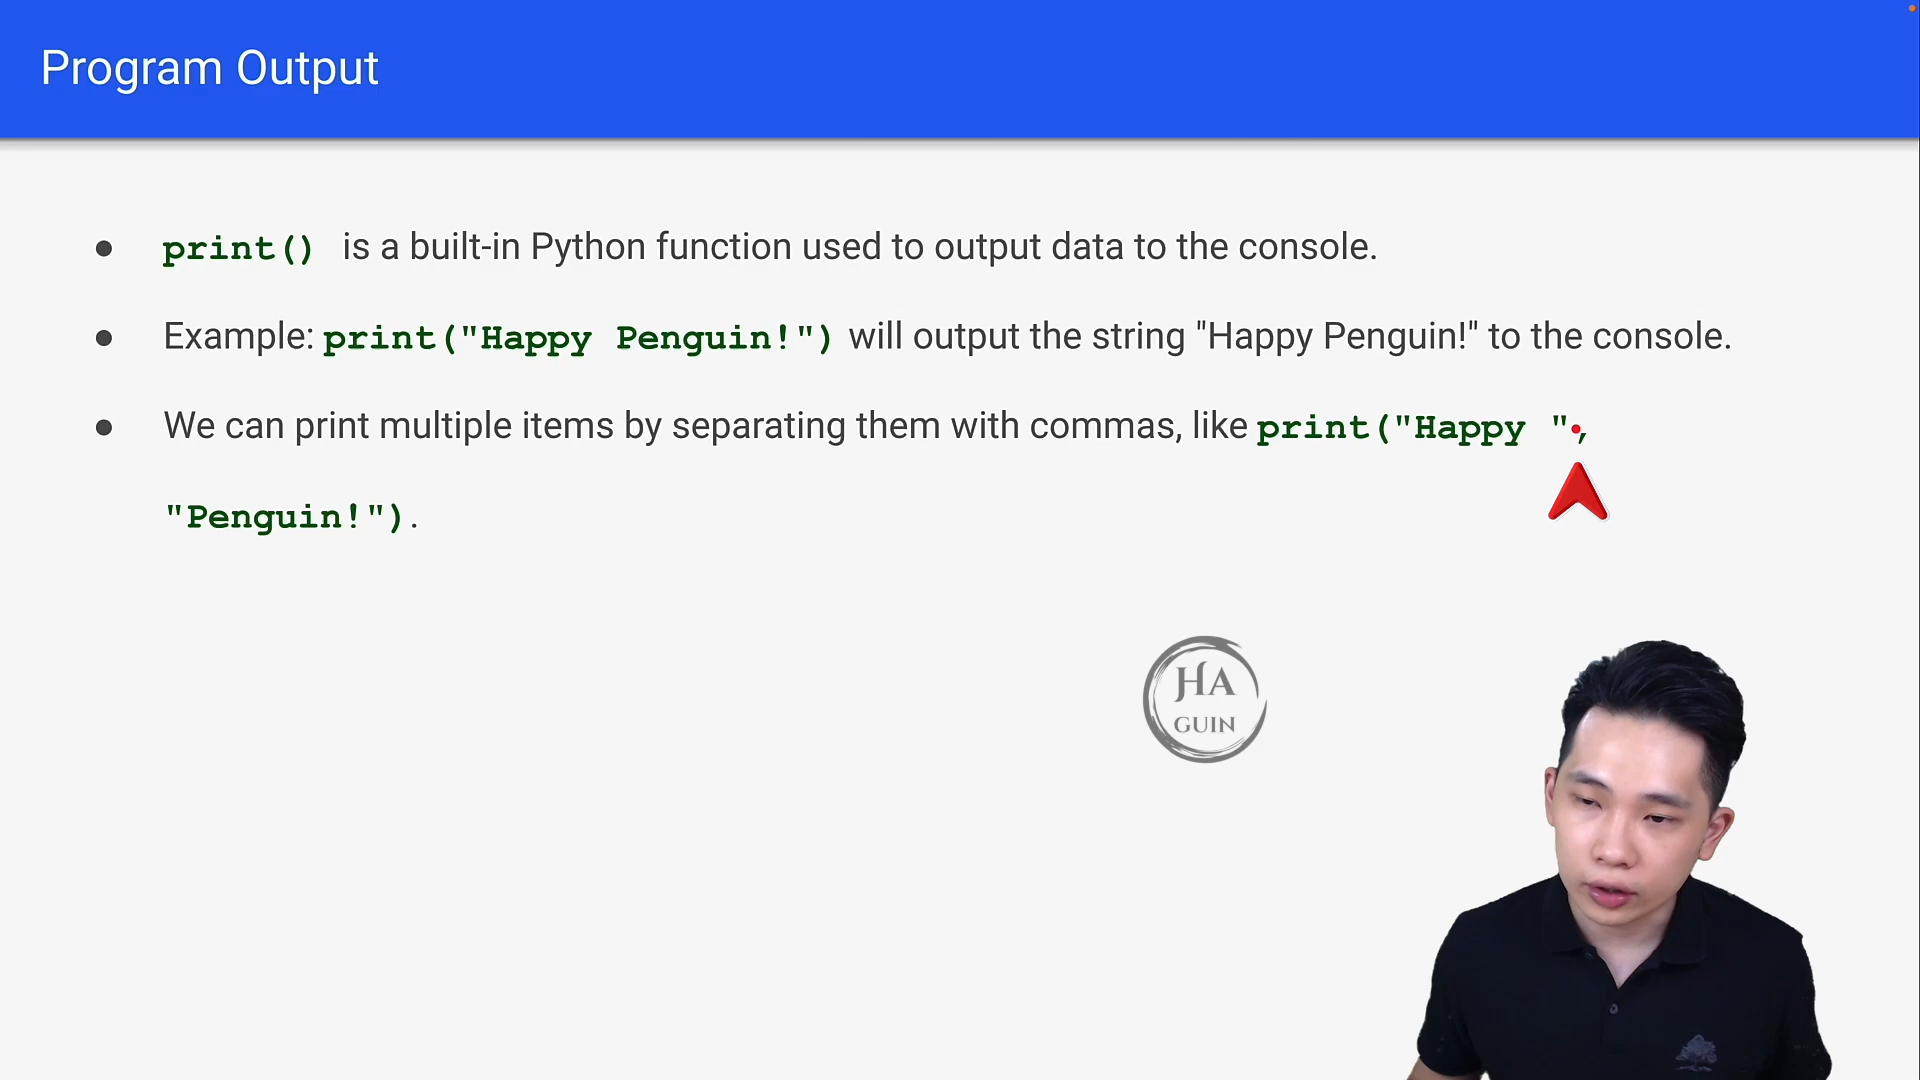 Program Output
● print() is a built-in Python function used to output data to the console.
● Example: print("Happy Penguin!") will output the string "Happy Penguin!" to the console.
● We can print multiple items by separating them with commas, like print("Happy ",
"Penguin!").
HA
GUIN